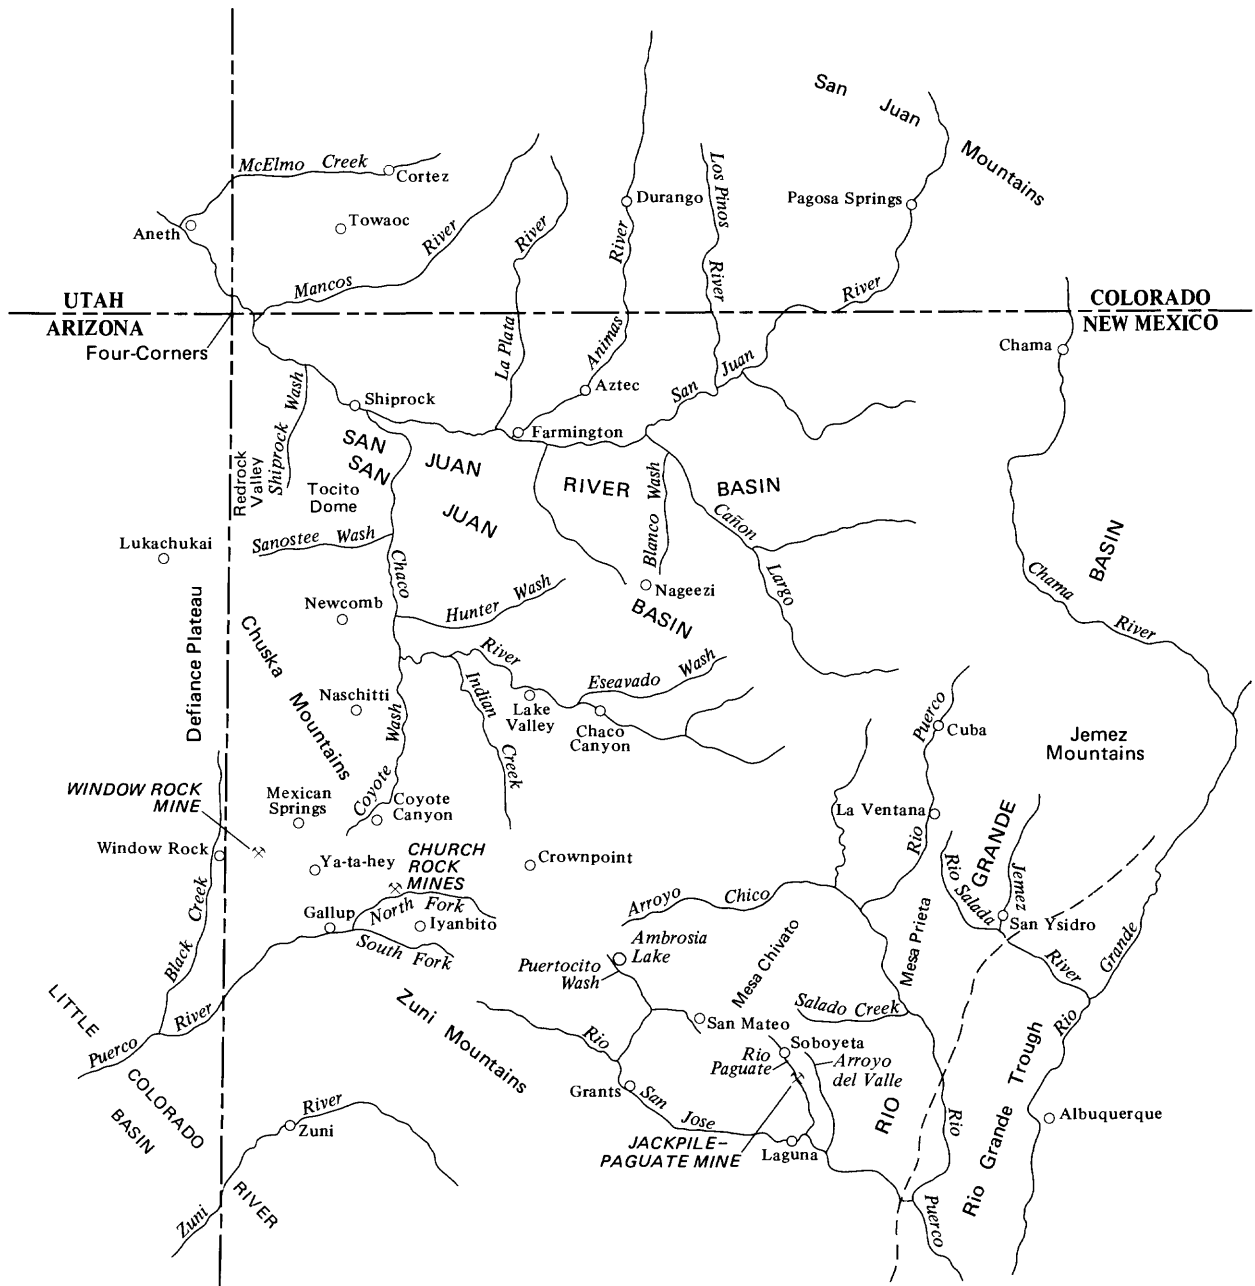 San Juan
Mountains
McElmo Creek
Cortez
Los Pinos
River
Durango
Pagosa Springs
Towaoc
Aneth
River
River
River
Mancos
River
UTAH
ARIZONA
COLORADO
NEW MEXICO
Four-Corners
La Plata
Animas
Chama
San Juan
Aztec
Shiprock Wash
Shiprock
Farmington
SAN JUAN RIVER BASIN
SAN JUAN BASIN
Redrock
Valley
Tocito
Dome
Blanco Wash
Cañon Largo
Lukachukai
Sanostee Wash
Chaco
River
BASIN
Chama River
Nageezi
Newcomb
Hunter Wash
Defiance Plateau
Chuska Mountains
Indian Creek
Eseavado Wash
Naschitti
Wash
Coyote
Lake
Valley
Chaco
Canyon
Puerco
Cuba
Jemez
Mountains
WINDOW ROCK
MINE
Mexican
Springs
Coyote
Canyon
La Ventana
Rio
GRANDE
Window Rock
Ya-ta-hey
CHURCH
ROCK
MINES
Crownpoint
Rio Salada
Jemez
Black Creek
Gallup
North Fork
Iyanbito
South Fork
Arroyo Chico
Mesa Prieta
San Ysidro
River
Grande
Rio
Ambrosia
Lake
Puertocito
Wash
Mesa Chivato
LITTLE
COLORADO
RIVER
BASIN
Puerco River
Zuni Mountains
San Mateo
Salado Creek
Soboyeta
Rio
Paguate
Arroyo
del Valle
Rio
San Jose
Grants
RIO
Rio
Puerco
Rio Grande Trough
Albuquerque
JACKPILE–
PAGUATE MINE
Laguna
River
Zuni
Zuni